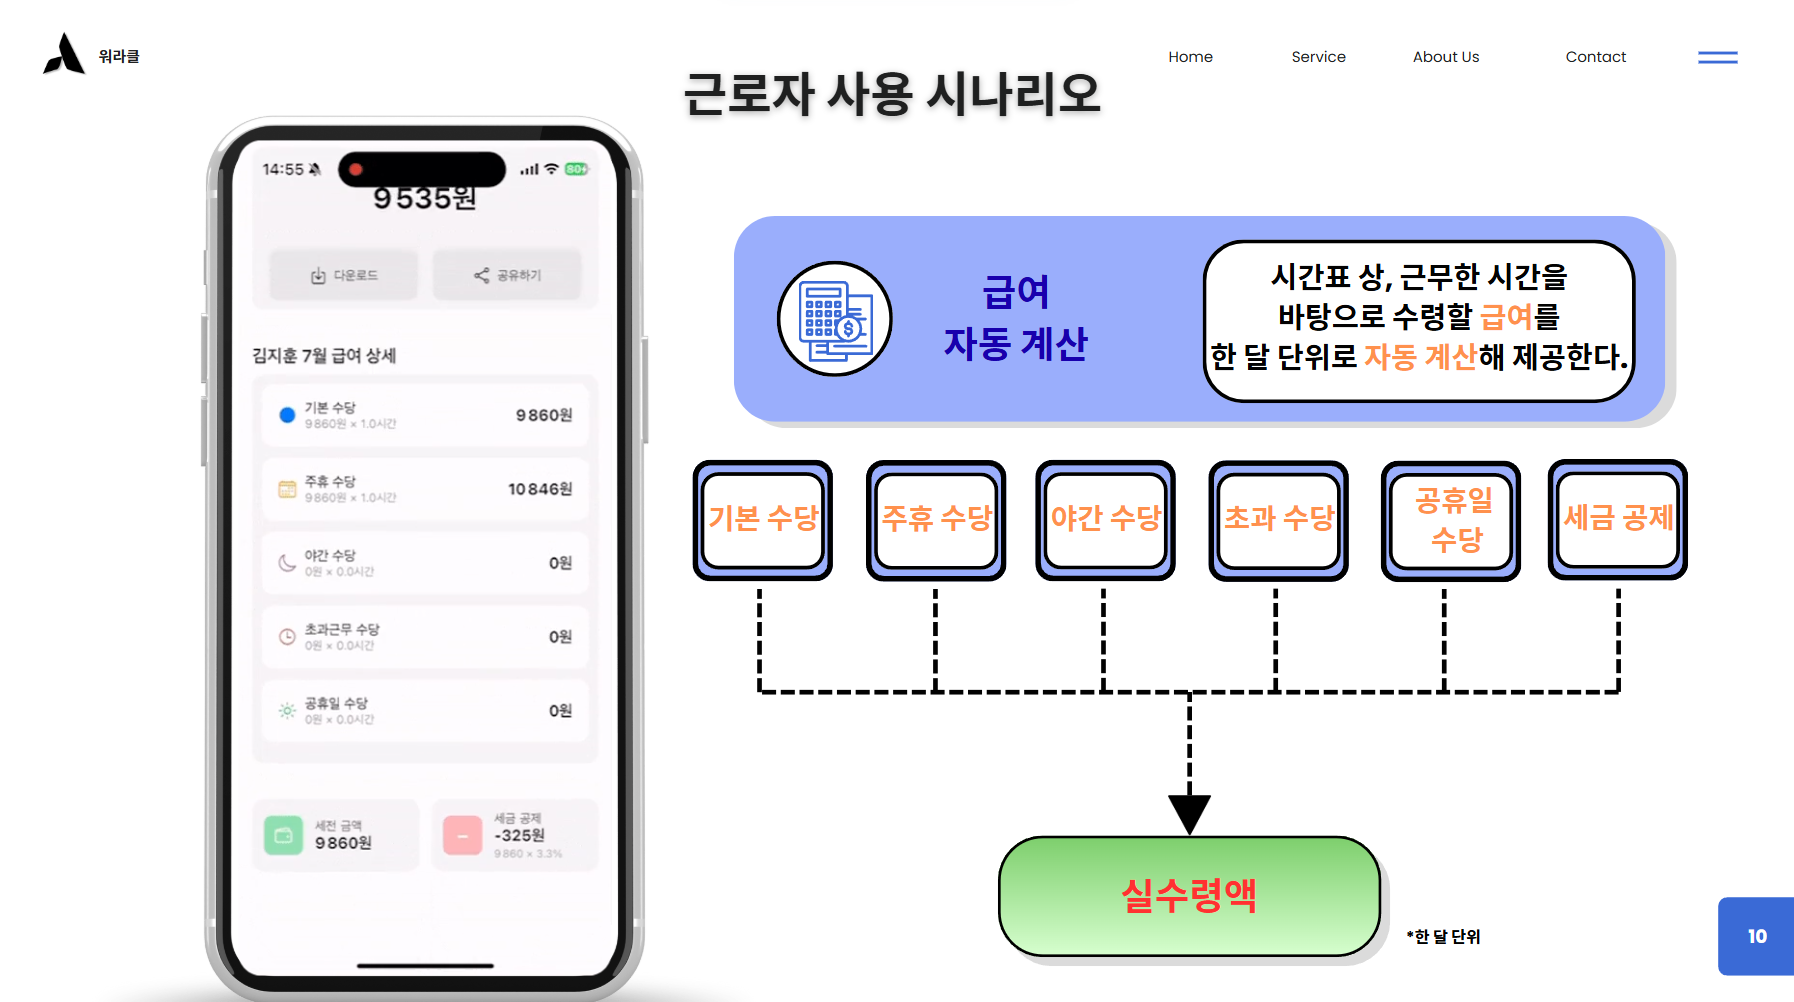 워라클
Home
Service
About Us
Contact
근로자 사용 시나리오
14:55
80
9 535원
다운로드
공유하기
김지훈 7월 급여 상세
기본 수당
9 860원 × 1.0시간
9 860원
주휴 수당
9 860원 × 1.0시간
10 846원
야간 수당
0원 × 0.0시간
0원
초과근무 수당
0원 × 0.0시간
0원
공휴일 수당
0원 × 0.0시간
0원
세전 금액
9 860원
세금 공제
-325원
9 860 × 3.3%
급여
자동 계산
시간표 상, 근무한 시간을
바탕으로 수령할 급여를
한 달 단위로 자동 계산해 제공한다.
기본 수당
주휴 수당
야간 수당
초과 수당
공휴일
수당
세금 공제
실수령액
*한 달 단위
10